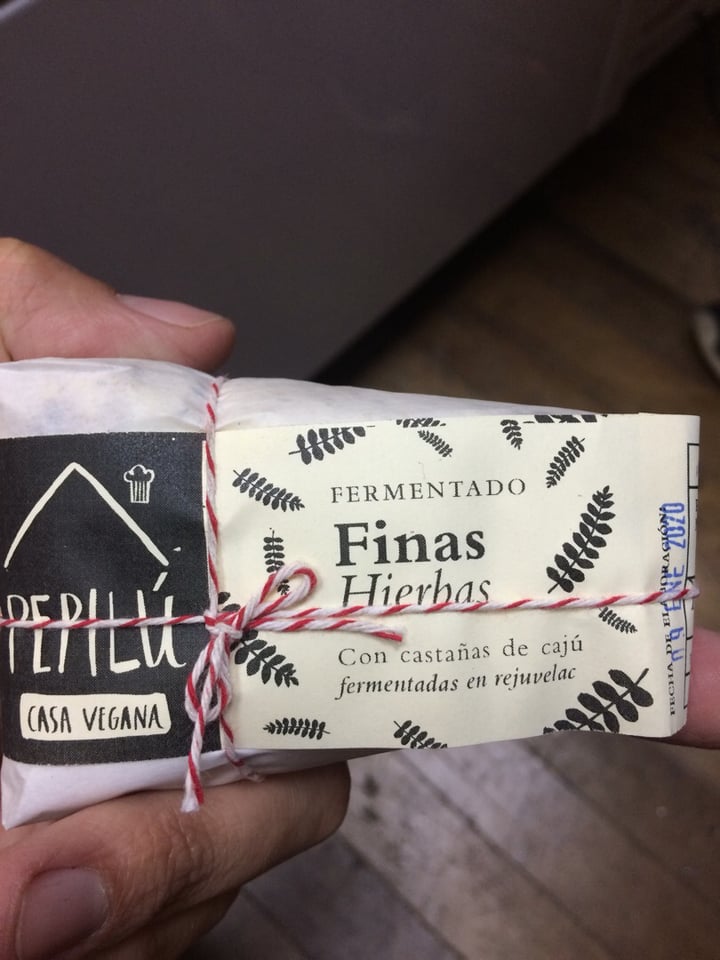 PEPILÚ
CASA VEGANA
FERMENTADO
Finas
Hierbas
Con castañas de cajú
fermentadas en rejuvelac
FECHA DE ELABORACIÓN
09 ENE 2020